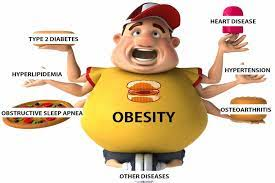 HEART DISEASE
TYPE 2 DIABETES
HYPERLIPIDEMIA
HYPERTENSION
OBSTRUCTIVE SLEEP APNEA
OSTEOARTHRITIS
OBESITY
OTHER DISEASES